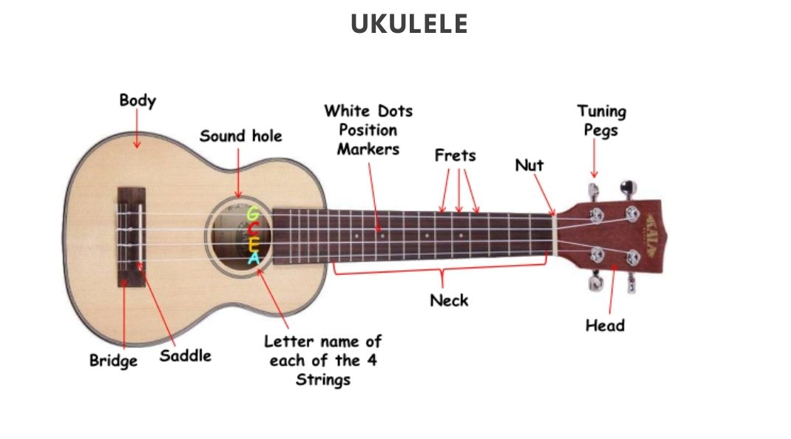 UKULELE
Body
Sound hole
White Dots
Position
Markers
Frets
Nut
Tuning
Pegs
G
C
E
A
KALA
Neck
Head
Bridge
Saddle
Letter name of
each of the 4
Strings